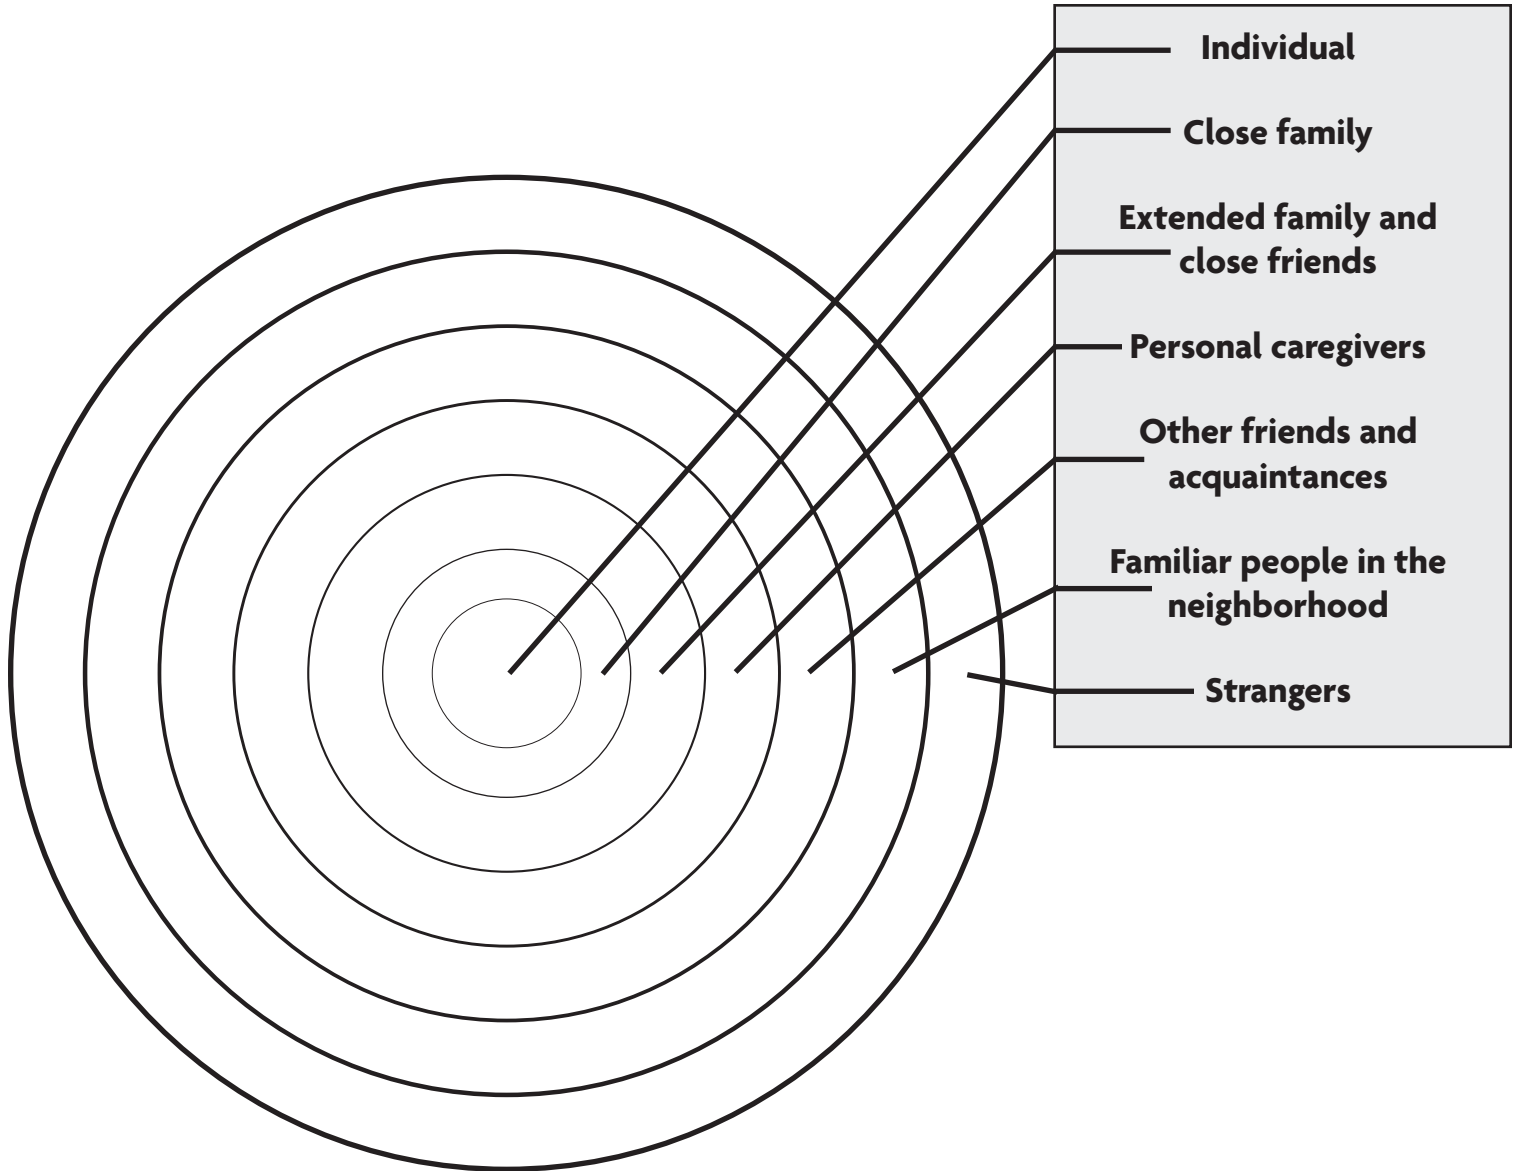 Individual
Close family
Extended family and
close friends
Personal caregivers
Other friends and
acquaintances
Familiar people in the
neighborhood
Strangers